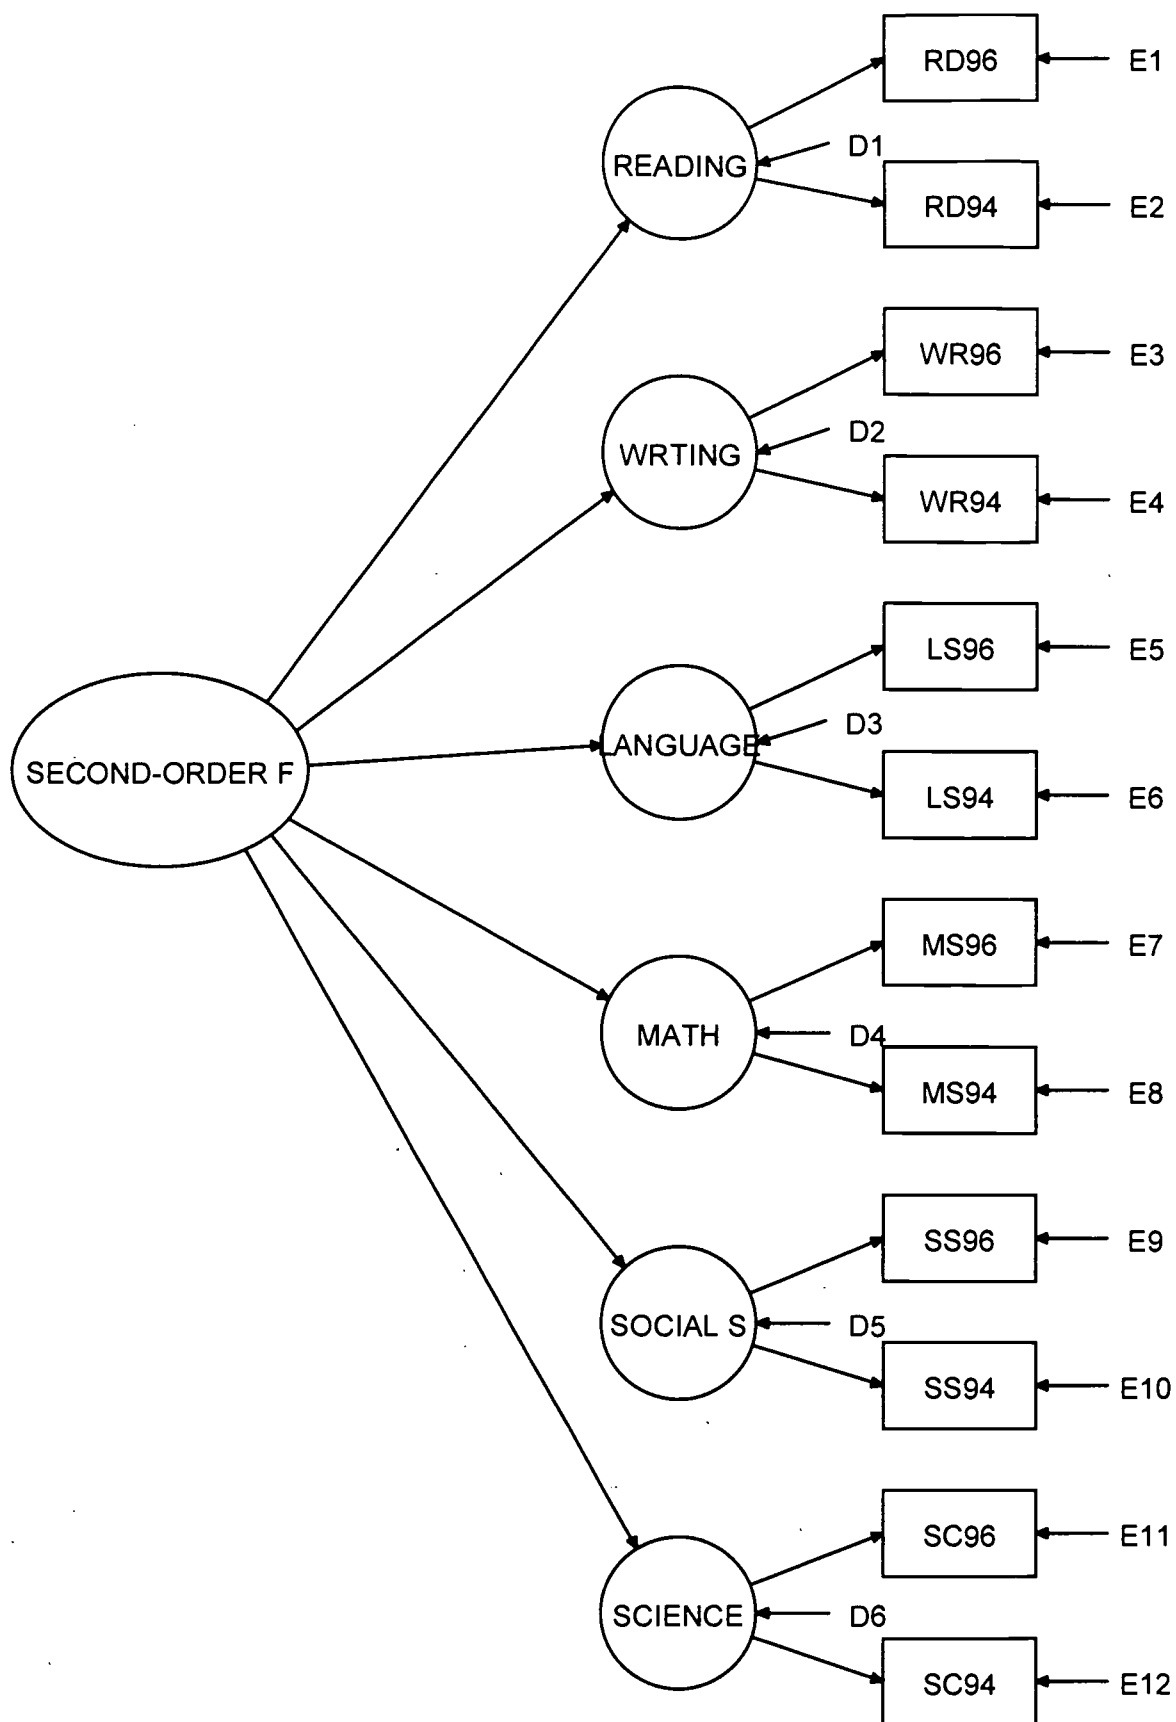 RD96
E1
READING
D1
RD94
E2
WR96
E3
WRTING
D2
WR94
E4
LS96
E5
LANGUAGE
D3
LS94
E6
SECOND-ORDER F
MS96
E7
MATH
D4
MS94
E8
SS96
E9
SOCIAL S
D5
SS94
E10
SC96
E11
SCIENCE
D6
SC94
E12